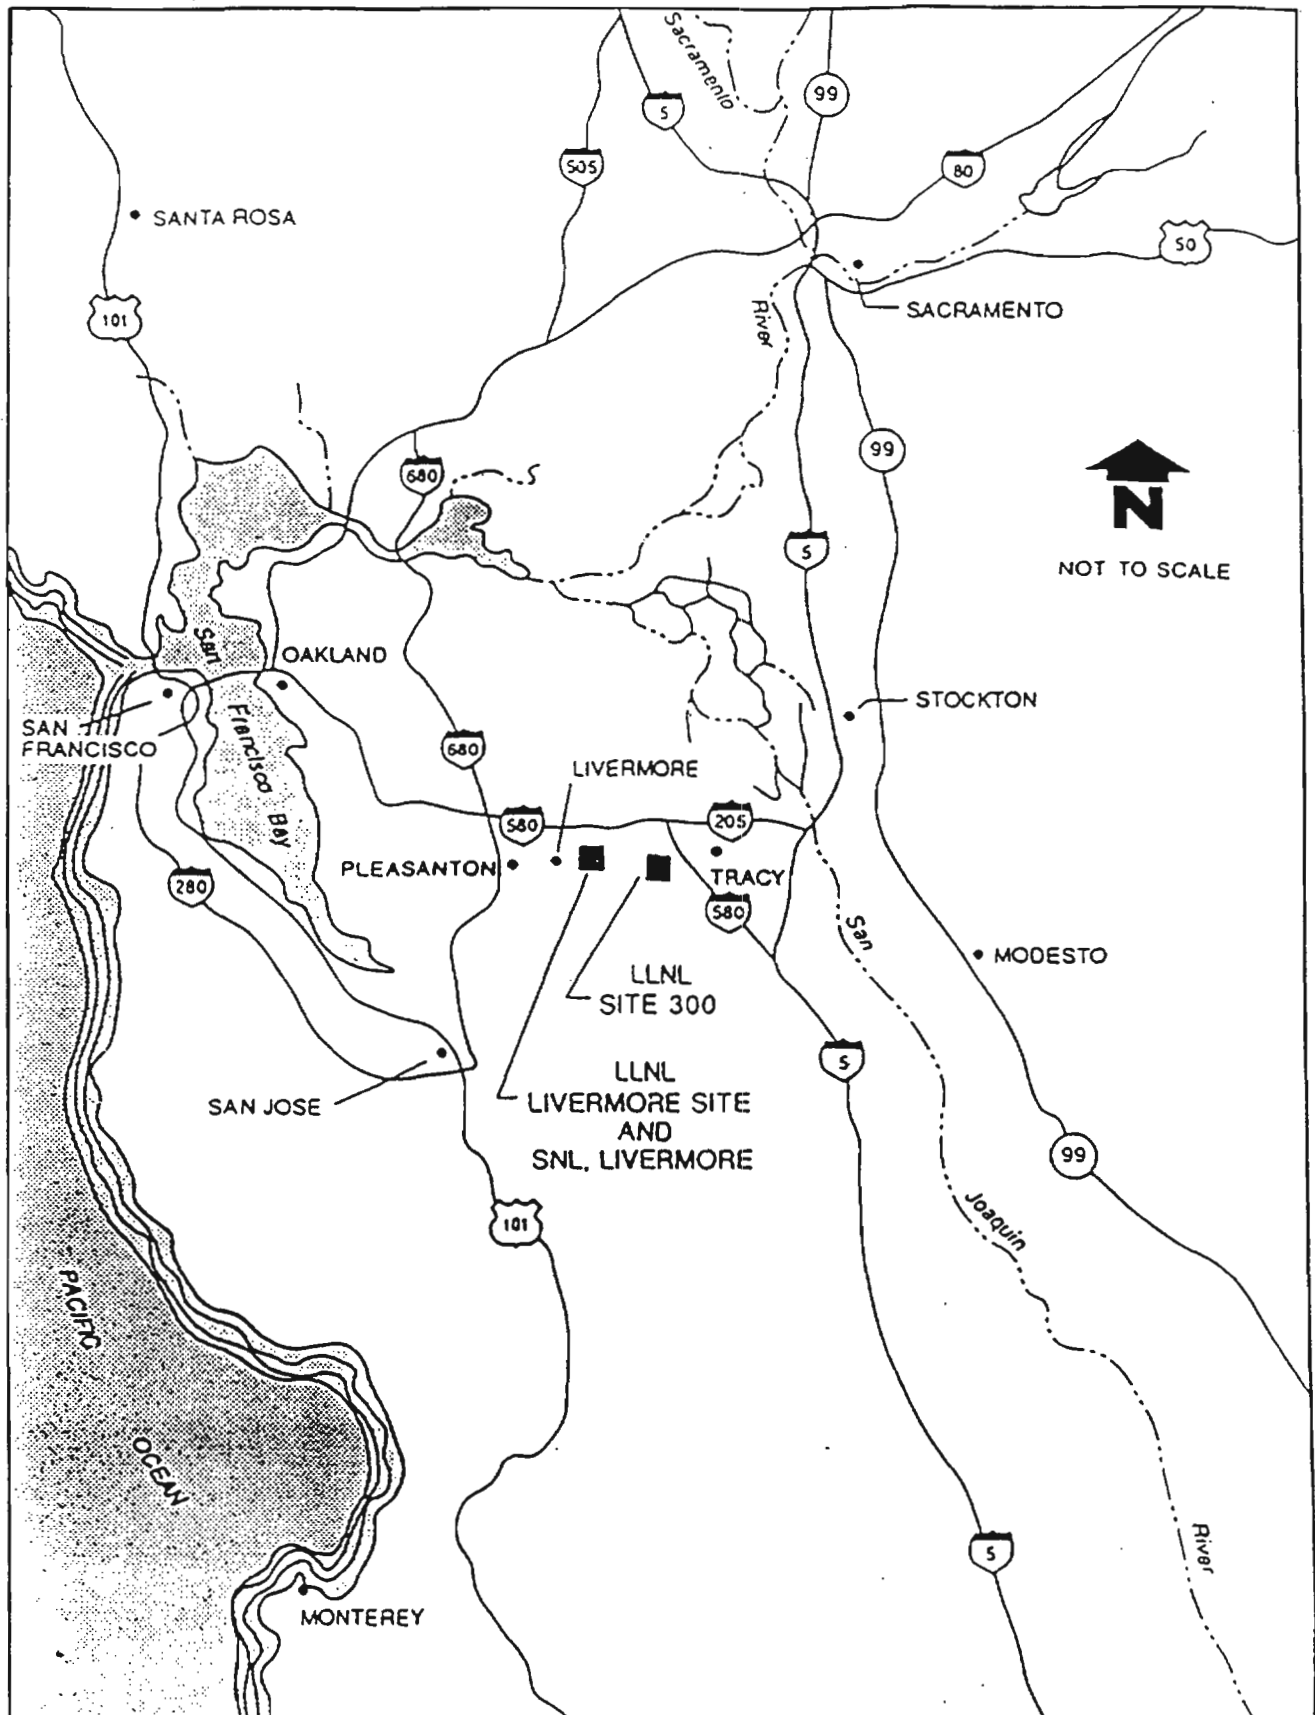 Sacramento
99
5
505
80
SANTA ROSA
50
101
SACRAMENTO
River
99
680
N
5
NOT TO SCALE
San
OAKLAND
STOCKTON
SAN
FRANCISCO
Francisco
Bay
680
LIVERMORE
580
205
PLEASANTON
TRACY
280
580
San
MODESTO
LLNL
SITE 300
5
LLNL
LIVERMORE SITE
AND
SNL, LIVERMORE
SAN JOSE
99
Joaquin
101
PACIFIC
OCEAN
River
5
MONTEREY